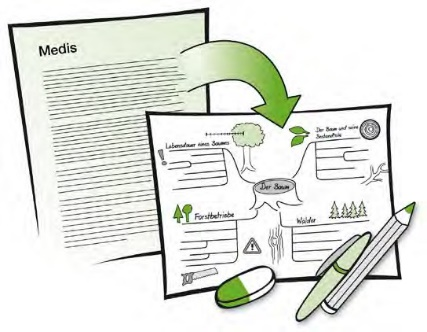 Medis
Lebensdauer eines Baumes
Der Baum und seine
Bestandteile
Der Baum
Forstbetriebe
Wälder